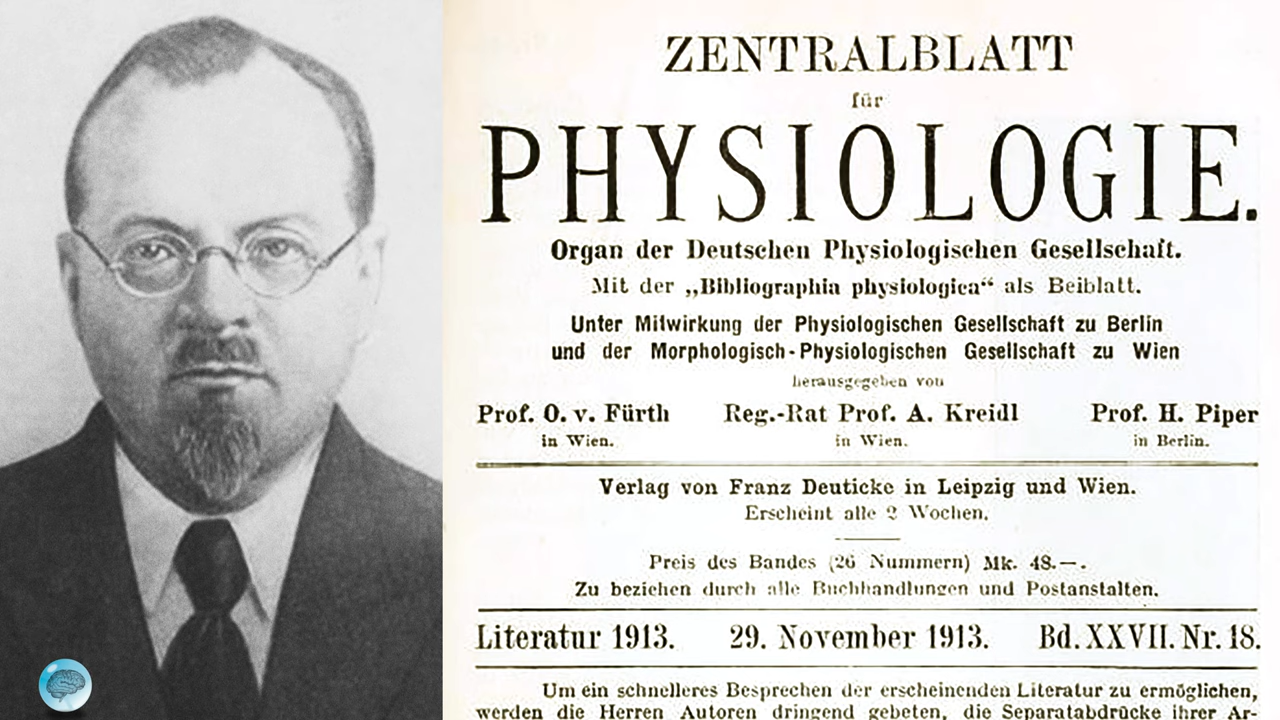 ZENTRALBLATT
für
PHYSIOLOGIE.
Organ der Deutschen Physiologischen Gesellschaft.
Mit der „Bibliographia physiologica“ als Beiblatt.
Unter Mitwirkung der Physiologischen Gesellschaft zu Berlin
und der Morphologisch-Physiologischen Gesellschaft zu Wien
herausgegeben von
Prof. O. v. Fürth Reg.-Rat Prof. A. Kreidl Prof. H. Piper
in Wien. in Wien. in Berlin.
Verlag von Franz Deuticke in Leipzig und Wien.
Erscheint alle 2 Wochen.
Preis des Bandes (26 Nummern) Mk. 48.—.
Zu beziehen durch alle Buchhandlungen und Postanstalten.
Literatur 1913. 29. November 1913. Bd. XXVII. Nr. 18.
Um ein schnelleres Besprechen der erscheinenden Literatur zu ermöglichen,
werden die Herren Autoren dringend gebeten, die Separatabdrücke ihrer Ar-